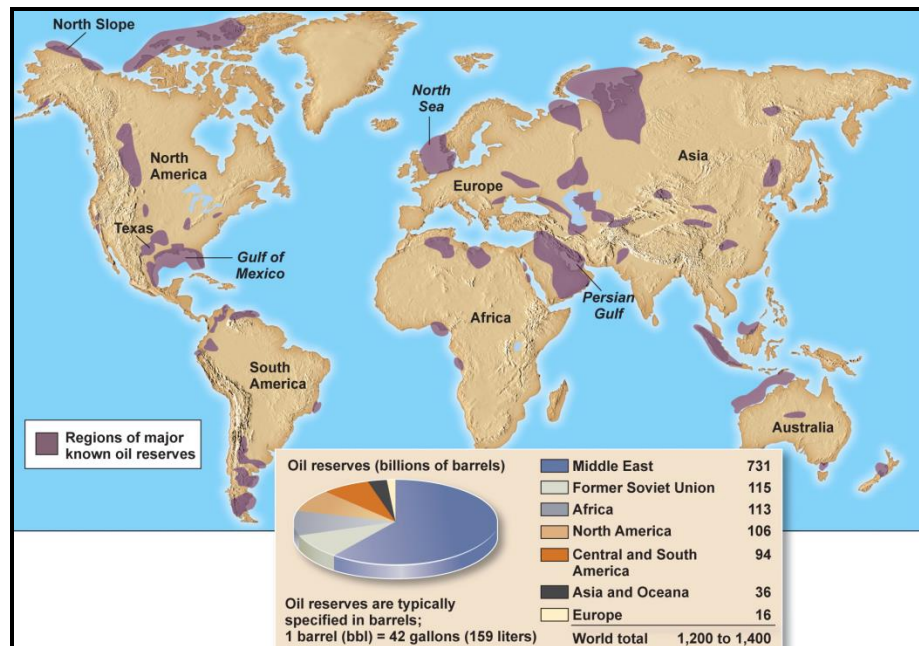 North Slope
North
Sea
North
America
Asia
Europe
Texas
Gulf of
Mexico
Persian
Gulf
Africa
South
America
Australia
Regions of major
known oil reserves
Oil reserves (billions of barrels)
Middle East 731
Former Soviet Union 115
Africa 113
North America 106
Central and South 94
America
Asia and Oceana 36
Europe 16
World total 1,200 to 1,400
Oil reserves are typically
specified in barrels;
1 barrel (bbl) = 42 gallons (159 liters)